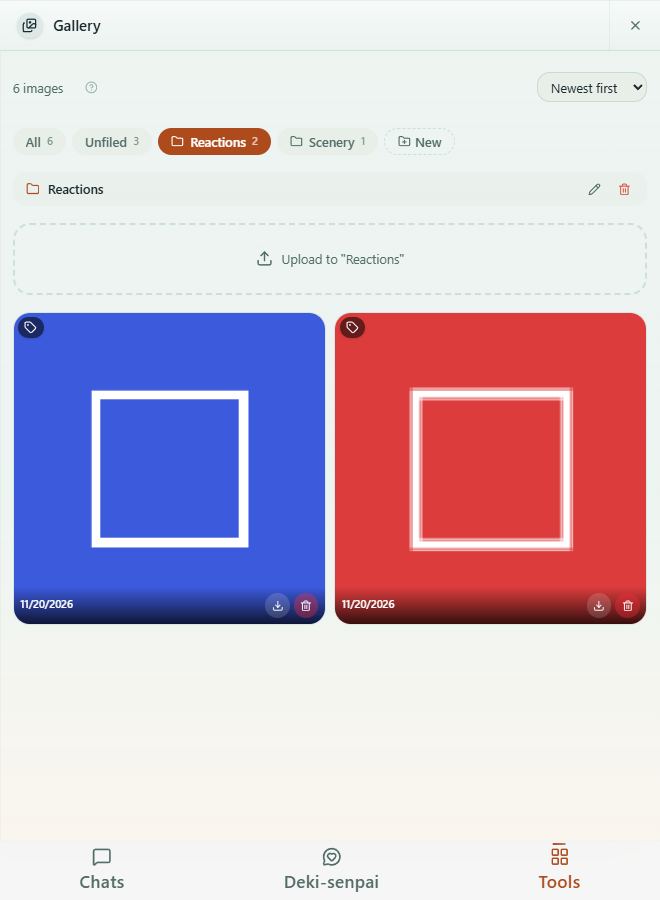 Gallery
6 images
Newest first
All 6 Unfiled 3 Reactions 2 Scenery 1 New
Reactions
Upload to "Reactions"
11/20/2026 11/20/2026
Chats Deki-senpai Tools